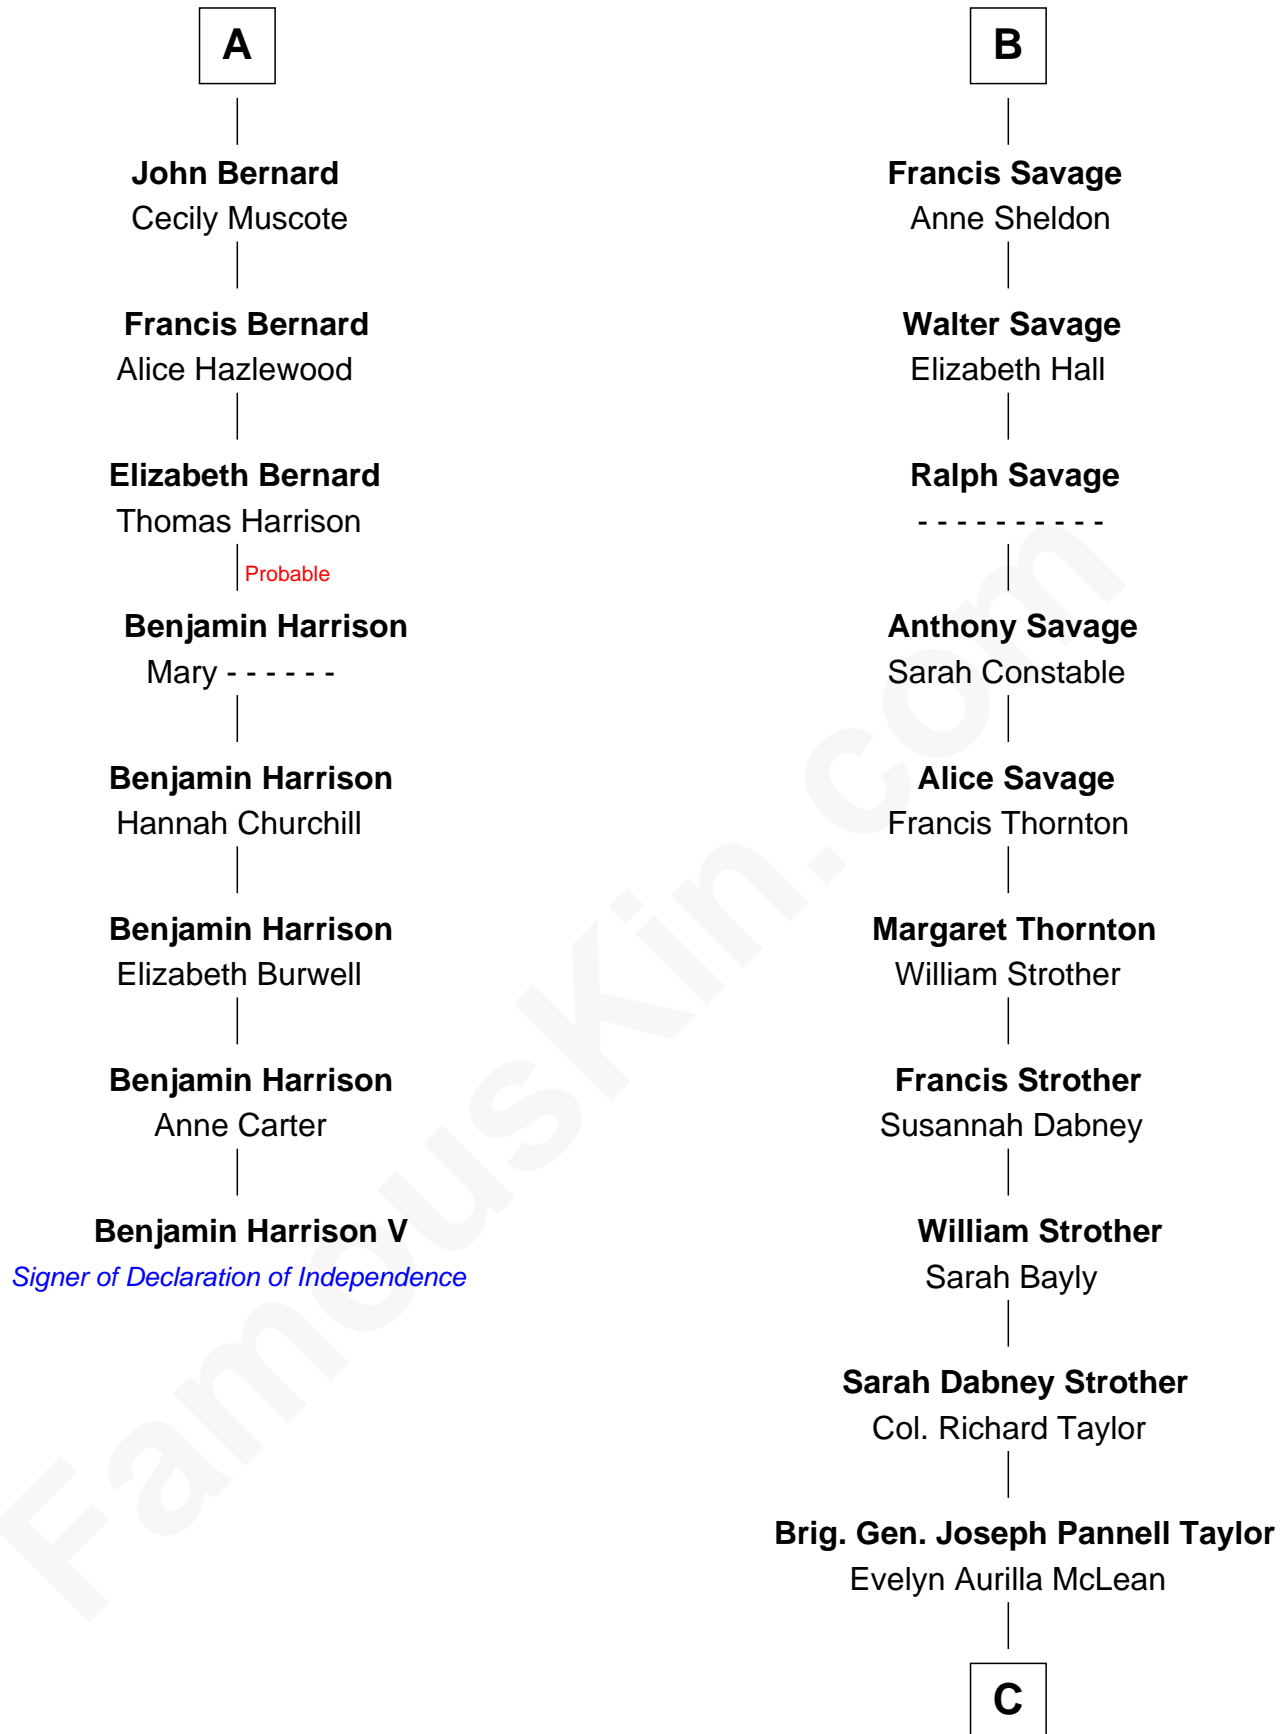 A
John Bernard
Cecily Muscote
Francis Bernard
Alice Hazlewood
Elizabeth Bernard
Thomas Harrison
Probable
Benjamin Harrison
Mary - - - - - -
Benjamin Harrison
Hannah Churchill
Benjamin Harrison
Elizabeth Burwell
Benjamin Harrison
Anne Carter
Benjamin Harrison V
Signer of Declaration of Independence
B
Francis Savage
Anne Sheldon
Walter Savage
Elizabeth Hall
Ralph Savage
- - - - - - - - - -
Anthony Savage
Sarah Constable
Alice Savage
Francis Thornton
Margaret Thornton
William Strother
Francis Strother
Susannah Dabney
William Strother
Sarah Bayly
Sarah Dabney Strother
Col. Richard Taylor
Brig. Gen. Joseph Pannell Taylor
Evelyn Aurilla McLean
C
FamousKin.com